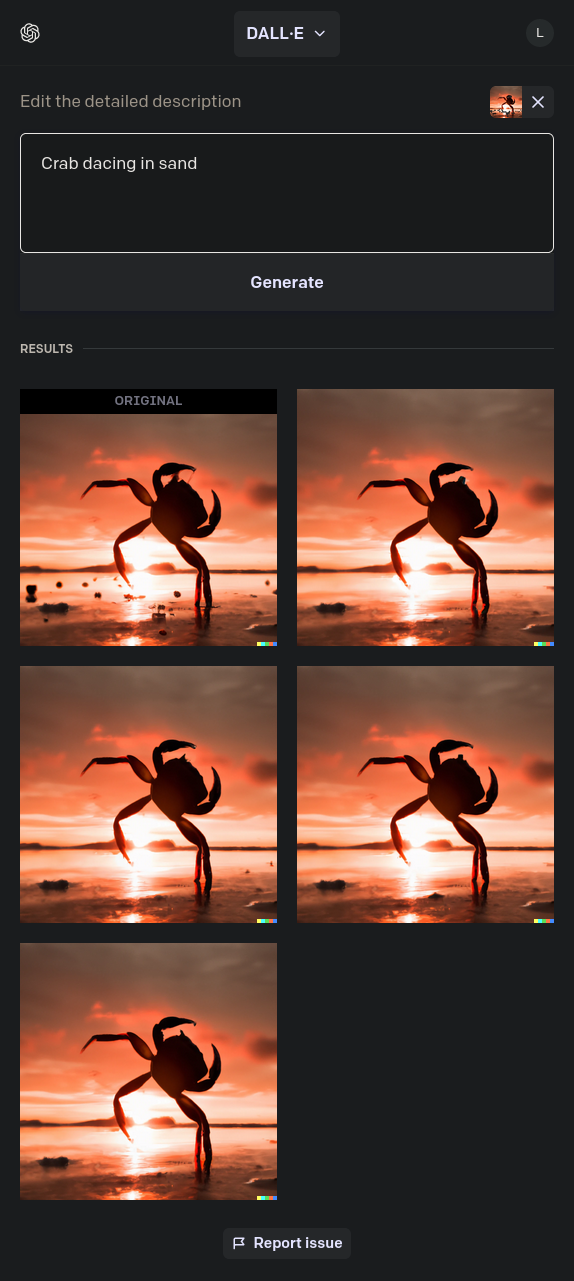 DALL·E
L
Edit the detailed description
Crab dacing in sand
Generate
RESULTS
ORIGINAL
Report issue